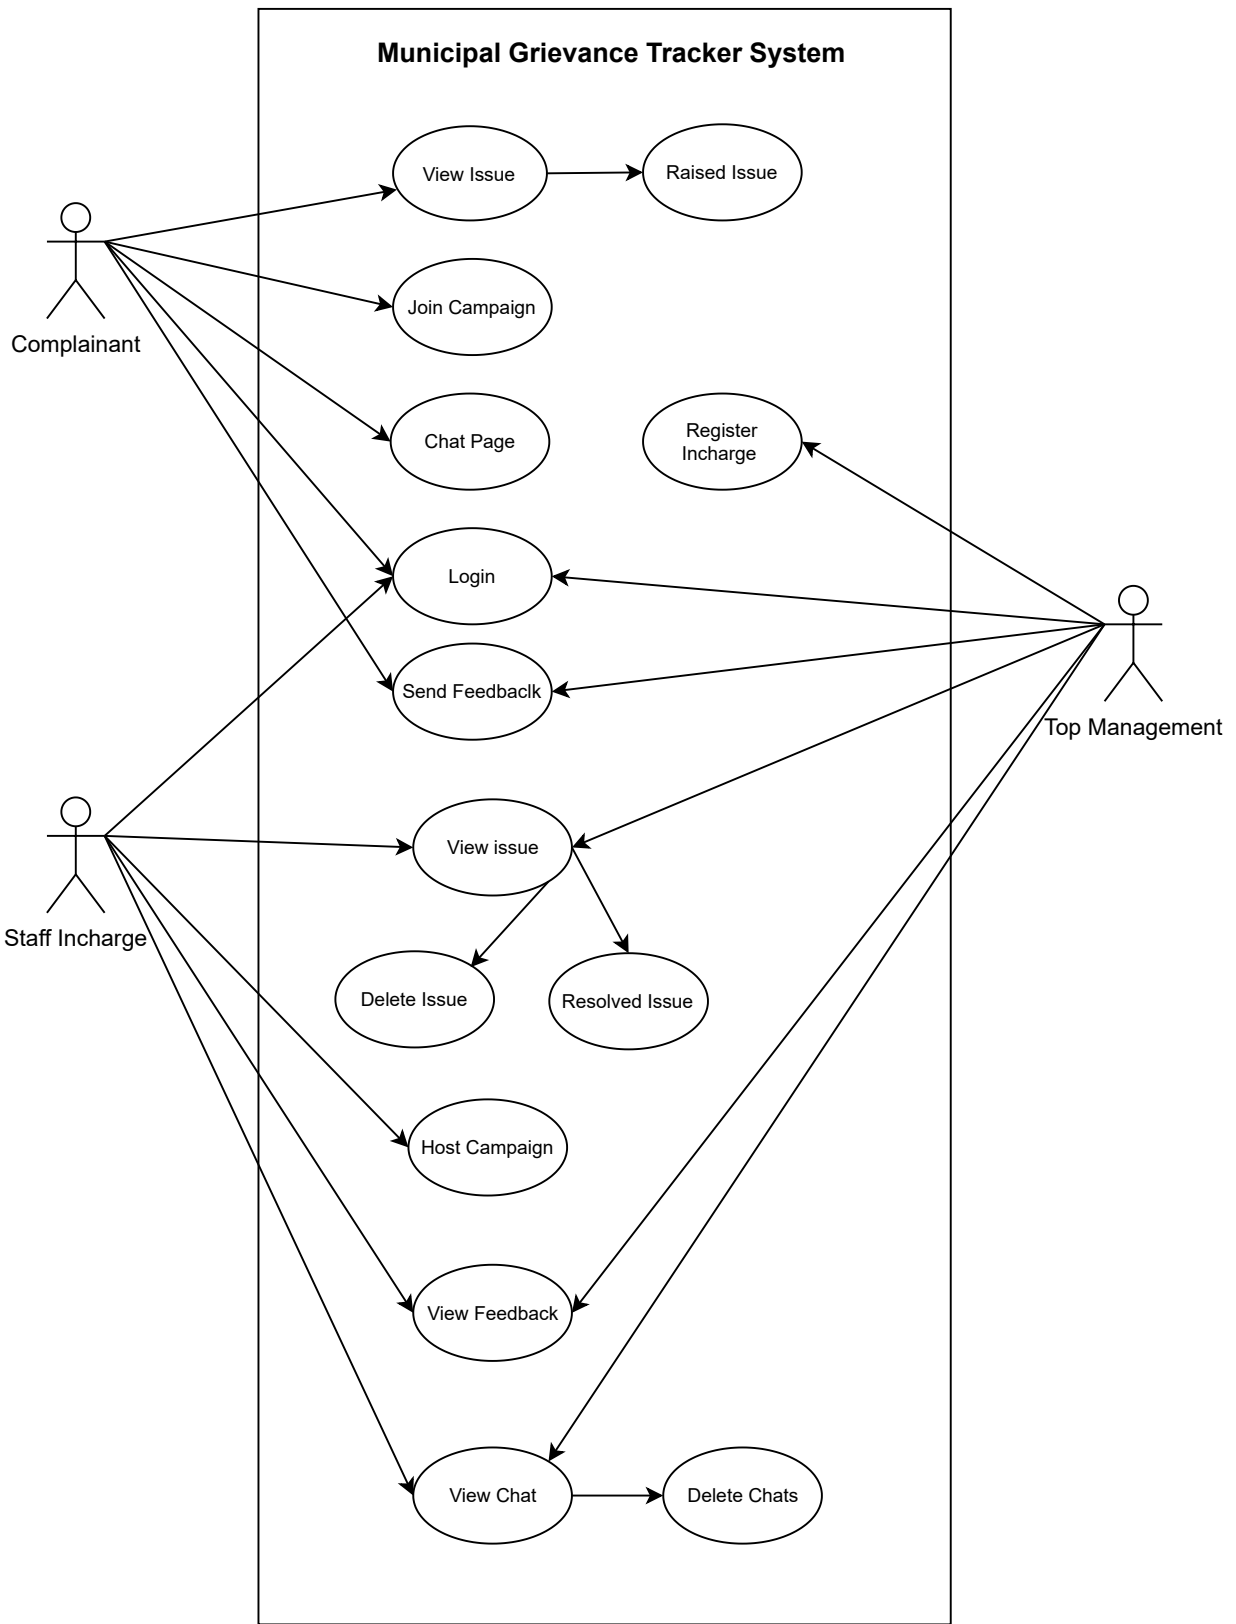 Municipal Grievance Tracker System
View Issue
Raised Issue
Join Campaign
Complainant
Chat Page
Register
Incharge
Login
Send Feedbaclk
Top Management
View issue
Staff Incharge
Delete Issue
Resolved Issue
Host Campaign
View Feedback
View Chat
Delete Chats